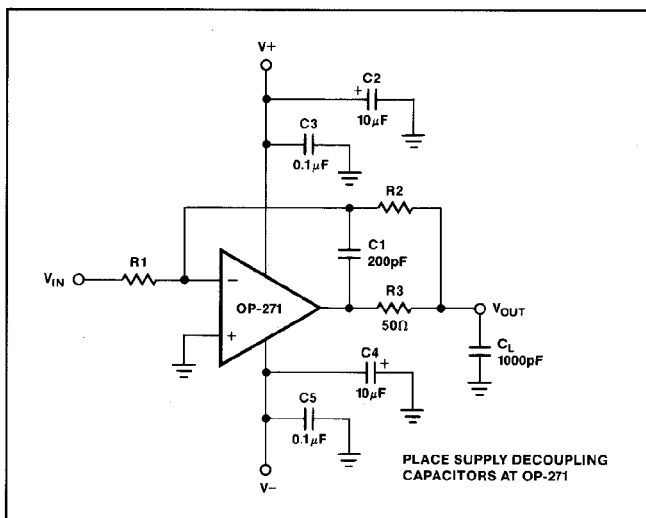 V+
+
C2
10µF
C3
0.1µF
R2
C1
200pF
R1
VIN
−
+
OP-271
R3
50Ω
VOUT
CL
1000pF
C4
+
10µF
C5
0.1µF
V−
PLACE SUPPLY DECOUPLING
CAPACITORS AT OP-271